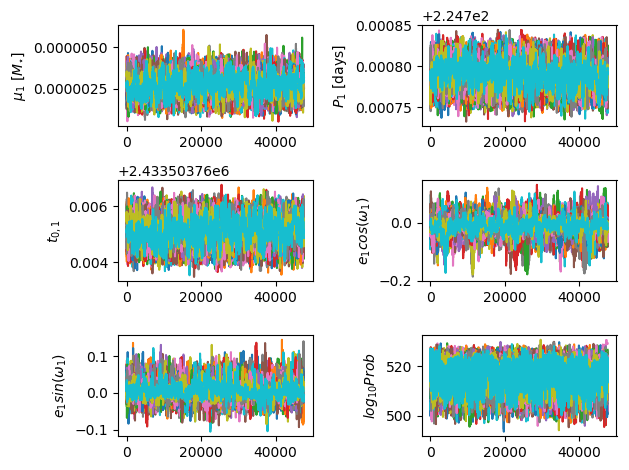 μ₁ [M.]
0.0000050
0.0000025
0 20000 40000
+2.247e2
P₁ [days]
0.00085
0.00080
0.00075
0 20000 40000
+2.43350376e6
t₀,₁
0.006
0.004
0 20000 40000
e₁cos(ω₁)
0.0
−0.2
0 20000 40000
e₁sin(ω₁)
0.1
0.0
−0.1
0 20000 40000
log₁₀Prob
520
500
0 20000 40000